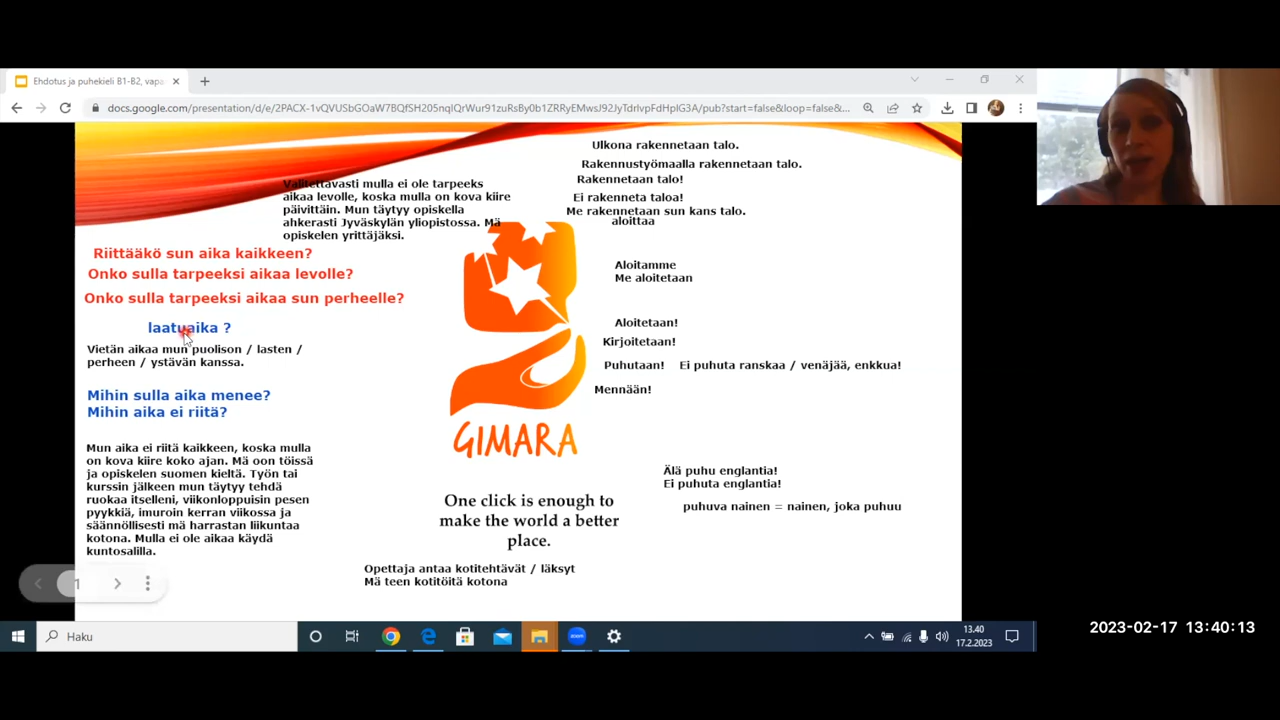 Ehdotus ja puhekieli B1-B2, vapa
docs.google.com/presentation/d/e/2PACX-1vQVUSbGOaW7BQfSH205nqIQrWur91zuRsBy0b1ZRRyEMwsJ92JyTdrlvpFdHpIG3A/pub?start=false&loop=false&...
Ulkona rakennetaan talo.
Rakennustyömaalla rakennetaan talo.
Rakennetaan talo!
Ei rakenneta taloa!
Me rakennetaan sun kans talo.
aloittaa
Valitettavasti mulla ei ole tarpeeks
aikaa levolle, koska mulla on kova kiire
päivittäin. Mun täytyy opiskella
ahkerasti Jyväskylän yliopistossa. Mä
opiskelen yrittäjäksi.
Riittääkö sun aika kaikkeen?
Onko sulla tarpeeksi aikaa levolle?
Onko sulla tarpeeksi aikaa sun perheelle?
laatuaika ?
Vietän aikaa mun puolison / lasten /
perheen / ystävän kanssa.
Mihin sulla aika menee?
Mihin aika ei riitä?
Mun aika ei riitä kaikkeen, koska mulla
on kova kiire koko ajan. Mä oon töissä
ja opiskelen suomen kieltä. Työn tai
kurssin jälkeen mun täytyy tehdä
ruokaa itselleni, viikonloppuisin pesen
pyykkiä, imuroin kerran viikossa ja
säännöllisesti mä harrastan liikuntaa
kotona. Mulla ei ole aikaa käydä
kuntosalilla.
Aloitamme
Me aloitetaan
Aloitetaan!
Kirjoitetaan!
Puhutaan! Ei puhuta ranskaa / venäjää, enkkua!
Mennään!
GIMARA
One click is enough to
make the world a better
place.
Älä puhu englantia!
Ei puhuta englantia!
puhuva nainen = nainen, joka puhuu
Opettaja antaa kotitehtävät / läksyt
Mä teen kotitöitä kotona
1
Haku
zoom
13.40
17.2.2023
2023-02-17 13:40:13